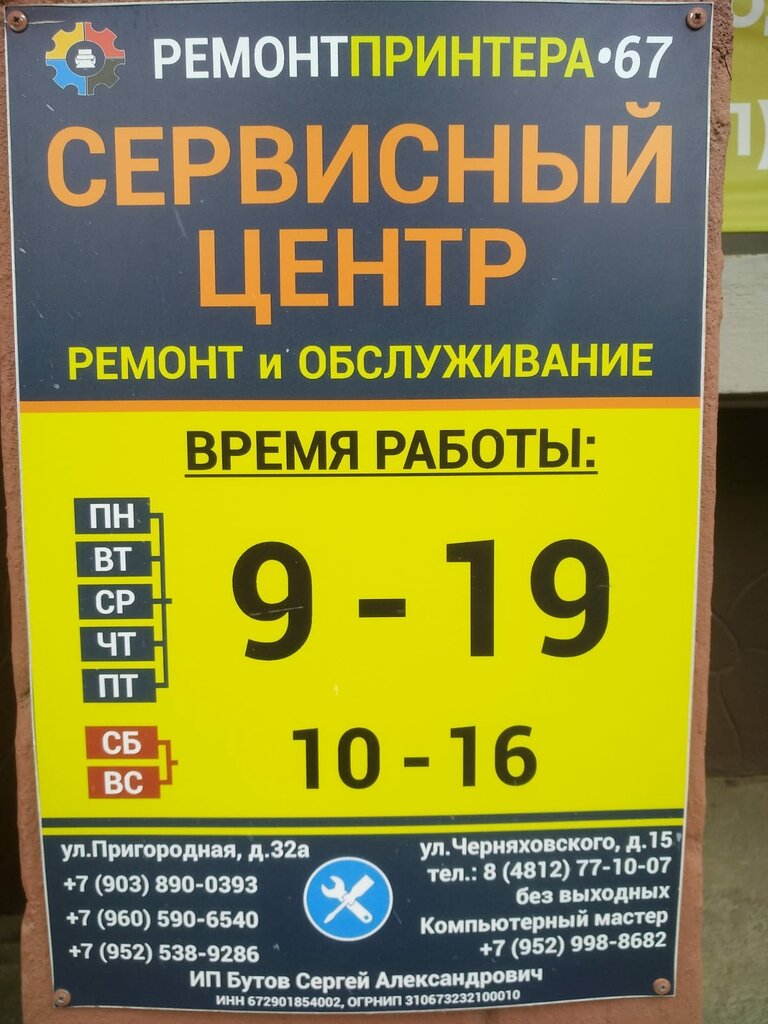 РЕМОНТПРИНТЕРА•67
СЕРВИСНЫЙ
ЦЕНТР
РЕМОНТ и ОБСЛУЖИВАНИЕ
ВРЕМЯ РАБОТЫ:
ПН
ВТ
СР
ЧТ
ПТ
9 - 19
СБ
ВС
10 - 16
ул.Пригородная, д.32а
+7 (903) 890-0393
+7 (960) 590-6540
+7 (952) 538-9286
ул.Черняховского, д.15
тел.: 8 (4812) 77-10-07
без выходных
Компьютерный мастер
+7 (952) 998-8682
ИП Бутов Сергей Александрович
ИНН 672901854002, ОГРНИП 310673232100010